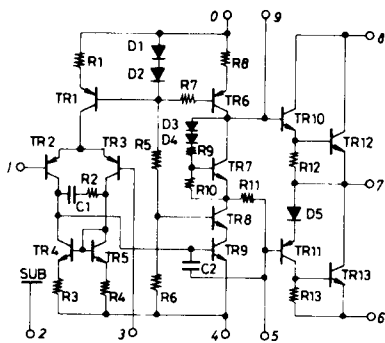 0 9
D1 8
R1 D2 R8
R7
TR1 TR6
TR10
D3
TR2 TR3 D4 TR12
R5 R9 R12
TR7
1 R2 R10 R11 7
C1
TR8 D5
TR4 TR5 TR9 TR11
SUB C2 TR13
R3 R4 R6 R13
6
2 3 4 5